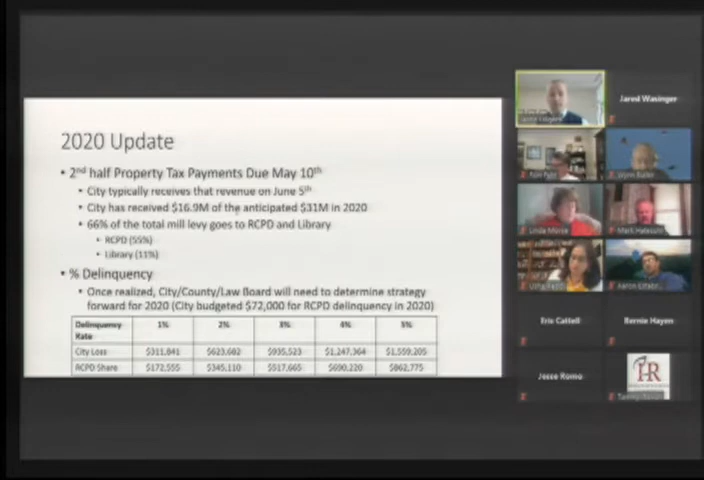 2020 Update
• 2nd half Property Tax Payments Due May 10th
• City typically receives that revenue on June 5th
• City has received $16.9M of the anticipated $31M in 2020
• 66% of the total mill levy goes to RCPD and Library
• RCPD (55%)
• Library (11%)
• % Delinquency
• Once realized, City/County/Law Board will need to determine strategy
forward for 2020 (City budgeted $72,000 for RCPD delinquency in 2020)
Delinquency Rate 1% 2% 3% 4% 5%
City Loss $311,841 $623,682 $935,523 $1,247,364 $1,559,205
RCPD Share $172,555 $345,110 $517,665 $690,220 $862,775
Jared Wasinger
Wynn Butler
Linda Morse
Mark Hatesohl
Usha Reddi
Aaron Estabrook
Eric Cattell
Bernie Hayen
Jesse Romo
HR